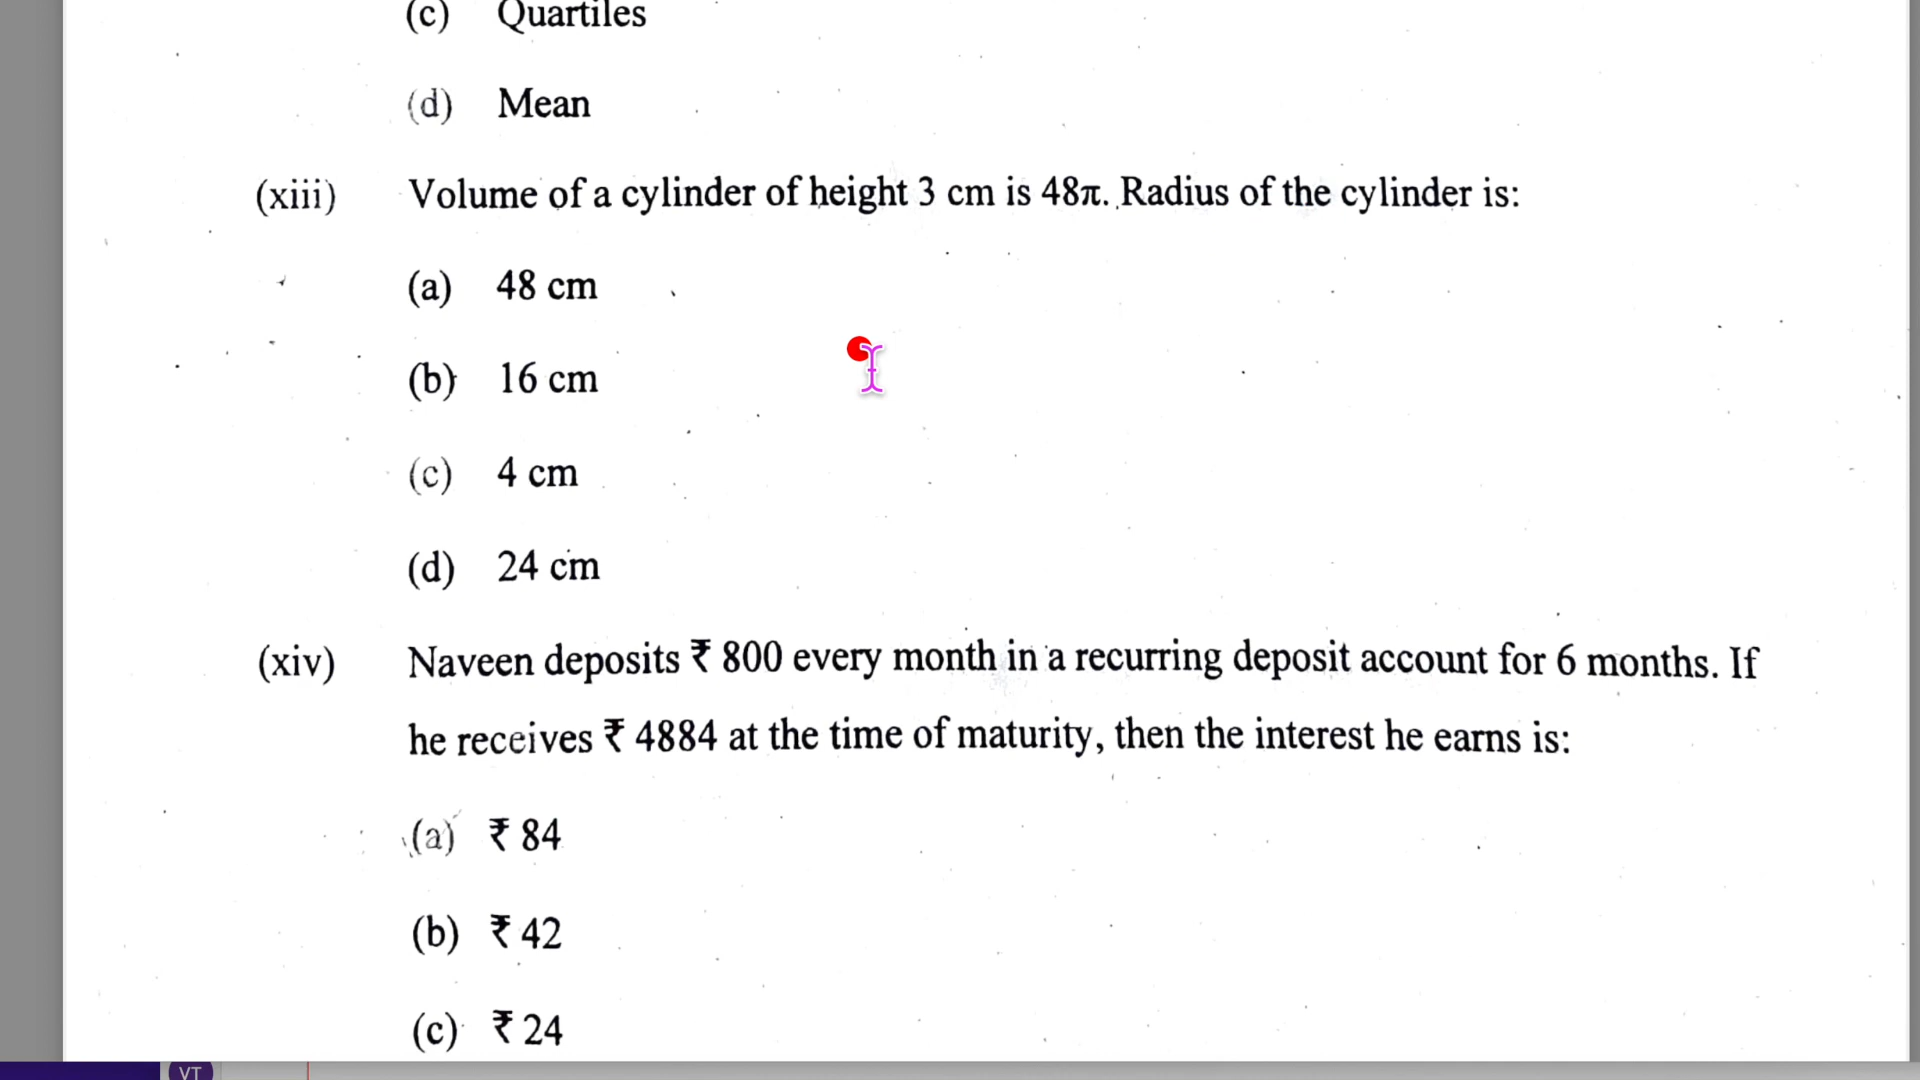 (c) Quartiles
(d) Mean
(xiii) Volume of a cylinder of height 3 cm is 48π. Radius of the cylinder is:
(a) 48 cm
(b) 16 cm
(c) 4 cm
(d) 24 cm
(xiv) Naveen deposits ₹ 800 every month in a recurring deposit account for 6 months. If
he receives ₹ 4884 at the time of maturity, then the interest he earns is:
(a) ₹ 84
(b) ₹ 42
(c) ₹ 24
VT